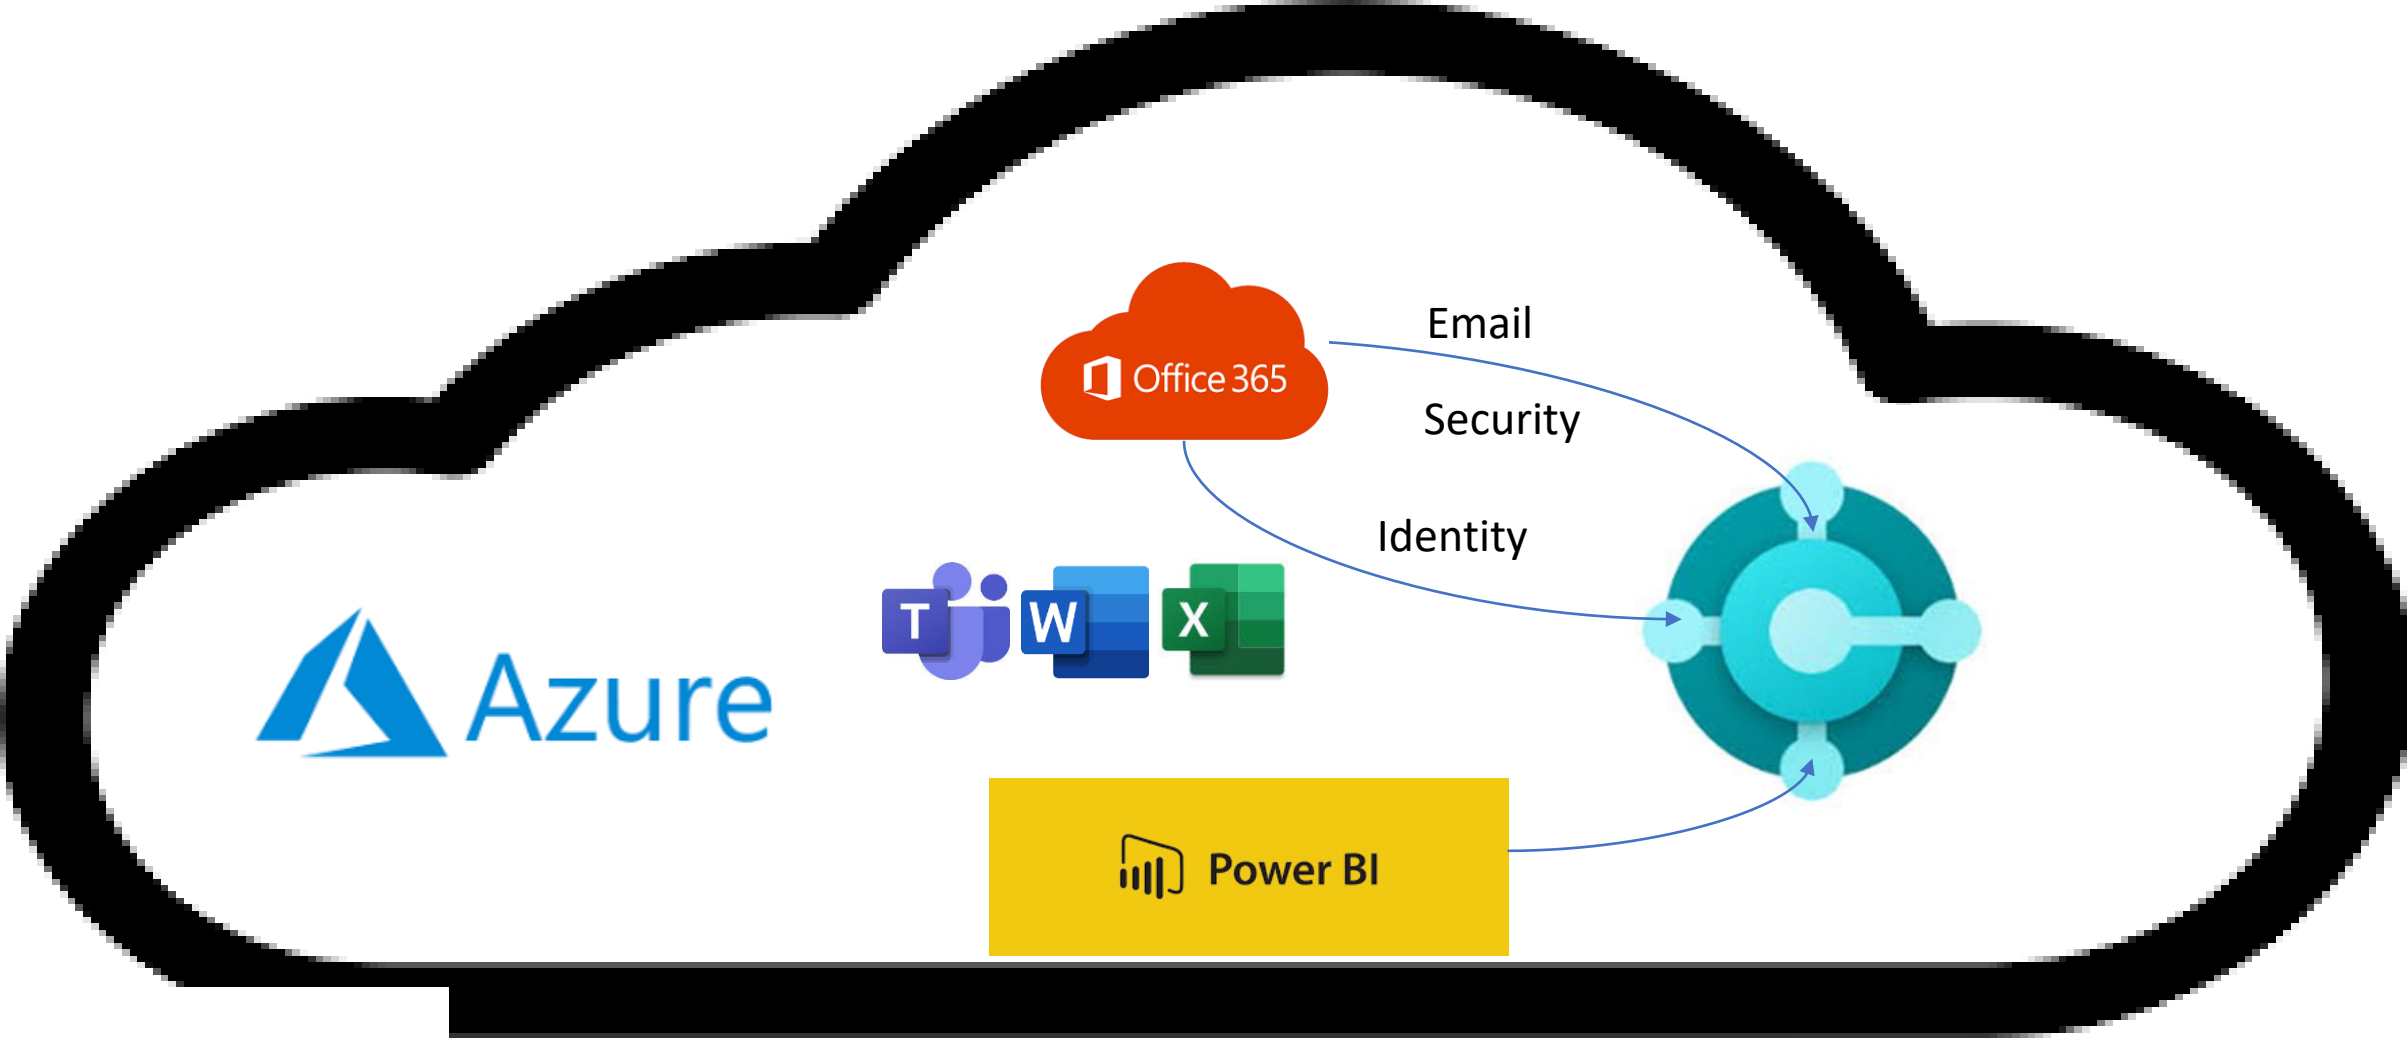 Office 365
Email
Security
Identity
T
W
X
Azure
Power BI